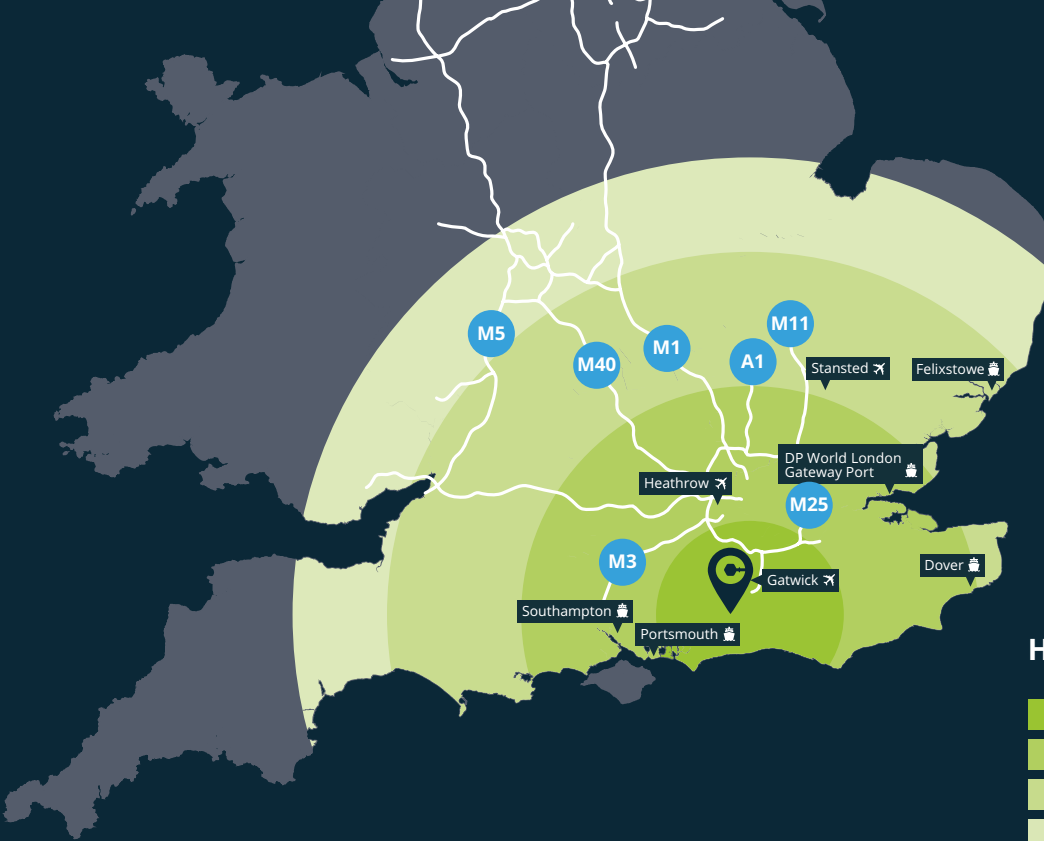 M11
M5
M1
A1
M40
Stansted
Felixstowe
DP World London
Gateway Port
Heathrow
M25
M3
Dover
Gatwick
Southampton
Portsmouth
H